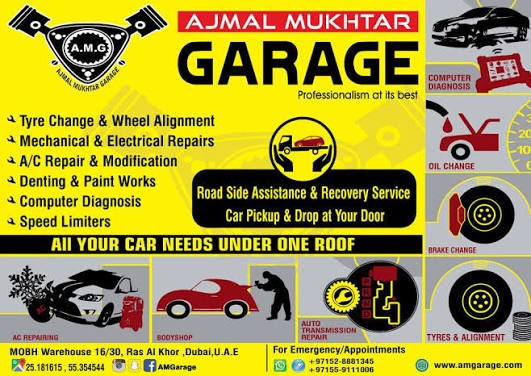 A.M.G
AJMAL MUKHTAR GARAGE
AJMAL MUKHTAR
GARAGE
Professionalism at its best
Tyre Change & Wheel Alignment
Mechanical & Electrical Repairs
A/C Repair & Modification
Denting & Paint Works
Computer Diagnosis
Speed Limiters
Road Side Assistance & Recovery Service
Car Pickup & Drop at Your Door
All YOUR CAR NEEDS UNDER ONE ROOF
COMPUTER
DIAGNOSIS
OIL CHANGE
BRAKE CHANGE
TYRES & ALIGNMENT
AC REPAIRING
BODYSHOP
AUTO
TRANSMISSION
REPAIR
MOBH Warehouse 16/30, Ras Al Khor ,Dubai,U.A.E
25.181615 , 55.354544
AMGarage
For Emergency/Appointments
+97152-8881345
+97155-9111006
www.amgarage.com